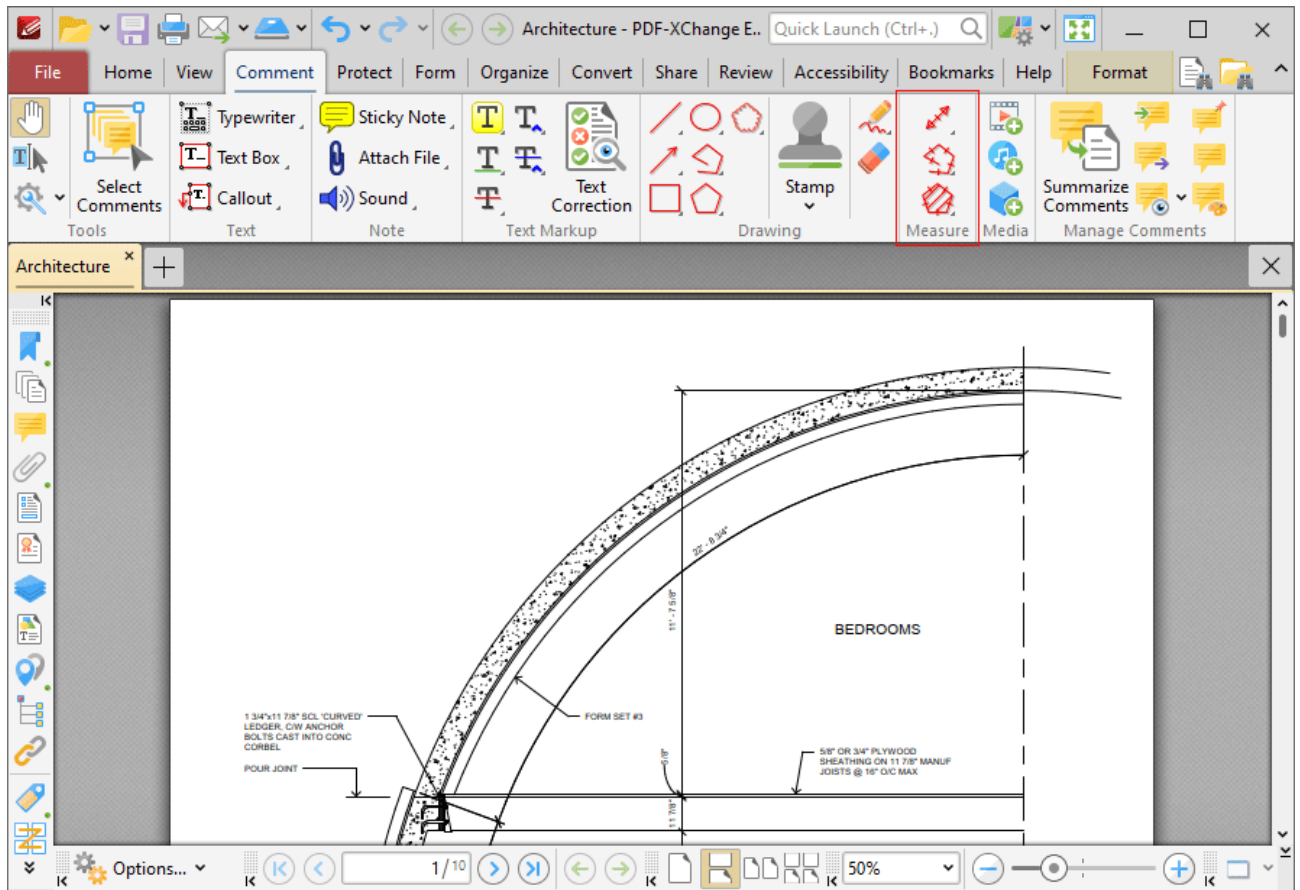 Architecture - PDF-XChange E.. Quick Launch (Ctrl+.)
File Home View Comment Protect Form Organize Convert Share Review Accessibility Bookmarks Help Format
Select
Comments
Tools
Typewriter
Text Box
Callout
Text
Sticky Note
Attach File
Sound
Note
Text
Correction
Text Markup
Stamp
Drawing
Measure
Media
Summarize
Comments
Manage Comments
Architecture
22' - 8 3/4"
11' - 7 5/8"
BEDROOMS
1 3/4"x11 7/8" SCL 'CURVED'
LEDGER, C/W ANCHOR
BOLTS CAST INTO CONC
CORBEL
POUR JOINT
FORM SET #3
5/8"
5/8" OR 3/4" PLYWOOD
SHEATHING ON 11 7/8" MANUF
JOISTS @ 16" O/C MAX
11 7/8"
Options... 1/10 50%